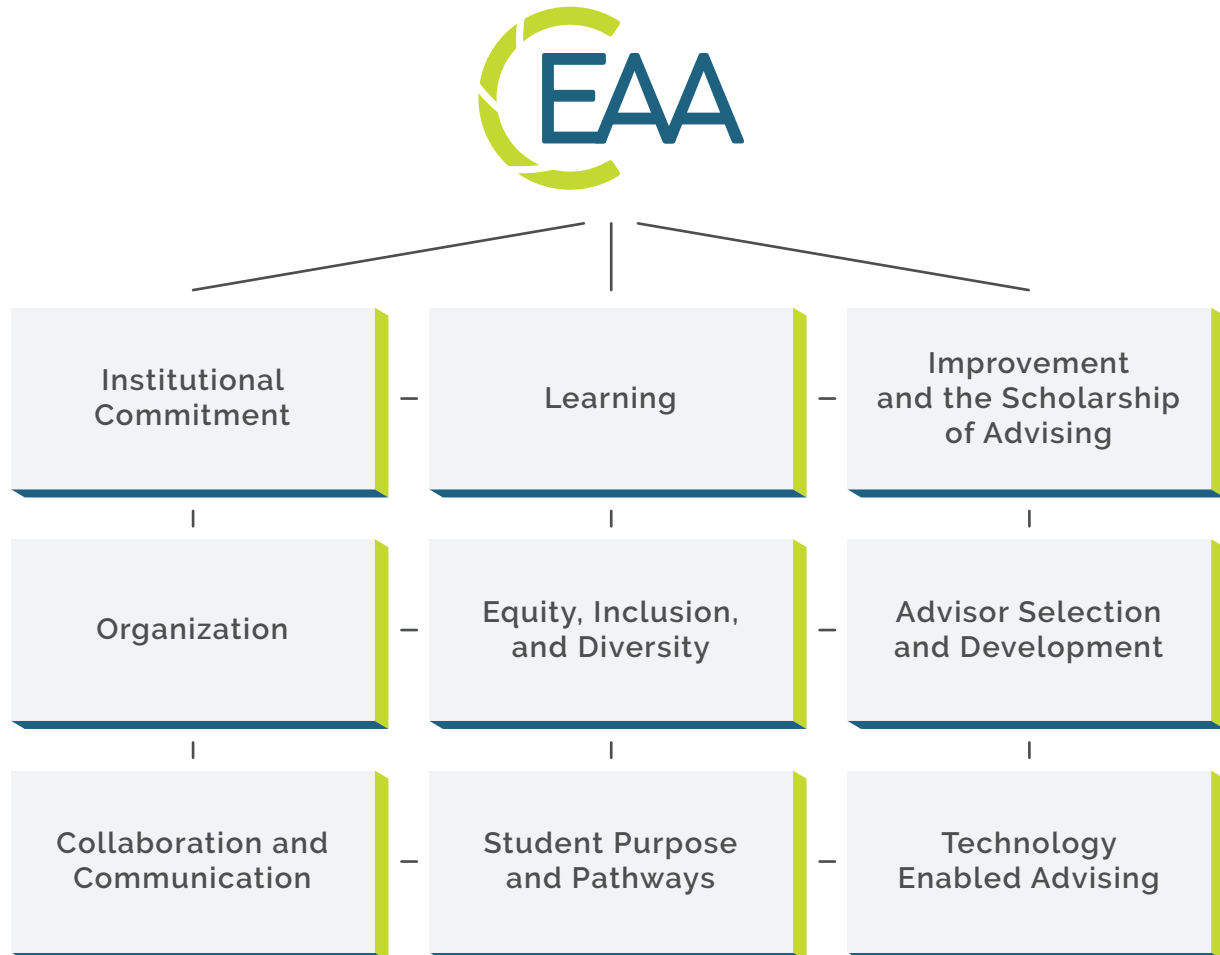 EAA
Institutional
Commitment
Learning
Improvement
and the Scholarship
of Advising
Organization
Equity, Inclusion,
and Diversity
Advisor Selection
and Development
Collaboration and
Communication
Student Purpose
and Pathways
Technology
Enabled Advising